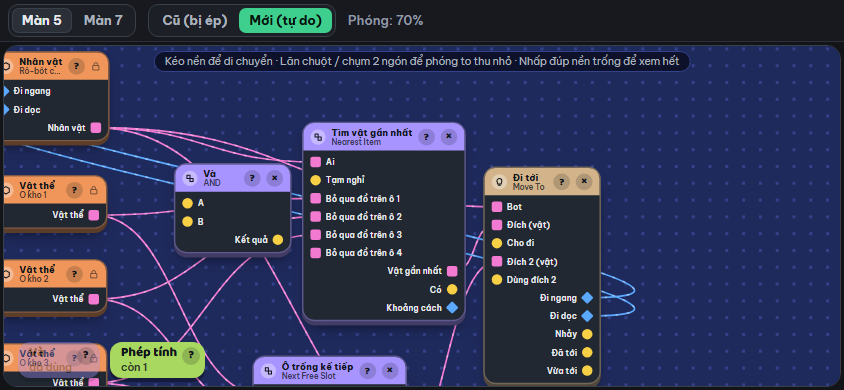 Màn 5 Màn 7 Cũ (bị ép) Mới (tự do) Phóng: 70%
Kéo nền để di chuyển · Lăn chuột / chụm 2 ngón để phóng to thu nhỏ · Nhấp đúp nền trống để xem hết
Nhân vật ?
Rô-bốt c...
Đi ngang
Đi dọc
Nhân vật
Vật thể ?
Ô kho 1
Vật thể
Vật thể ?
Ô kho 2
Vật thể
Vật thể ?
Ô kho 3
Vật thể
Phép tính ?
còn 1
Và ? ×
AND
A
B
Kết quả
Tìm vật gần nhất ? ×
Nearest Item
Ai
Tạm nghỉ
Bỏ qua đồ trên ô 1
Bỏ qua đồ trên ô 2
Bỏ qua đồ trên ô 3
Bỏ qua đồ trên ô 4
Vật gần nhất
Có
Khoảng cách
Ô trống kế tiếp ? ×
Next Free Slot
Đi tới ? ×
Move To
Bot
Đích (vật)
Cho đi
Đích 2 (vật)
Dùng đích 2
Đi ngang
Đi dọc
Nhảy
Đã tới
Vừa tới